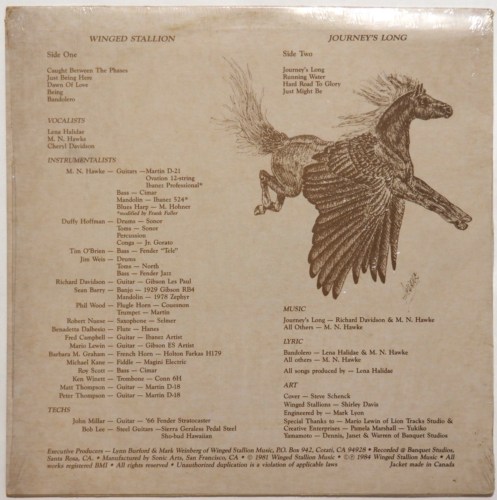 WINGED STALLION
Side One
Caught Between The Planes
Just Being Here
Dawn Of Love
Being
Bandolero
VOCALISTS
Lena Halidae
M. N. Hawke
Cheryl Davidson
INSTRUMENTALISTS
M. N. Hawke — Guitars — Martin D-21
Ovation 12-string
Ibanez Professional*
Bass — Cimar
Mandolin — Ibanez 524*
Blues Harp — M. Hohner
*modified by Frank Fuller
Duffy Hoffman — Drums — Sonor
Toms — Sonor
Percussion
Conga — Jr. Gocato
Tim O'Brien — Bass — Fender "Tele"
Jim Weis — Drums
Toms — North
Bass — Fender Jazz
Richard Davidson — Guitar — Gibson Les Paul
Sean Barry — Banjo — 1929 Gibson RB4
Mandolin — 1978 Zephyr
Phil Wood — Flugle Horn — Couesnon
Trumpet — Martin
Robert Nuese — Saxophone — Selmer
Benadetta Dalbesio — Flute — Hanes
Fred Campbell — Guitar — Ibanez Artist
Mario Lewin — Guitar — Gibson ES Artist
Barbara M. Graham — French Horn — Holton Farkas H179
Michael Kane — Fiddle — Magini Electric
Roy Scott — Bass — Cimar
Ken Wisert — Trombone — Conn 6H
Matt Thompson — Guitar — Martin D-18
Peter Thompson — Guitar — Martin D-18
TECHS
John Millar — Guitar — '66 Fender Stratocaster
Bob Lee — Steel Guitars — Sierra Geeless Pedal Steel
Sho-bud Hawaiian
JOURNEY'S LONG
Side Two
Journey's Long
Running Water
Hard Road To Glory
Just Might Be
MUSIC
Journey's Long — Richard Davidson & M. N. Hawke
All Others — M. N. Hawke
LYRIC
Bandolero — Lena Halidae & M. N. Hawke
All others — M. N. Hawke
All songs produced by — Lena Halidae
ART
Cover — Steve Schonck
Winged Stallions — Shirley Davis
Engineered by — Mark Leon
Special Thanks to — Mario Lewin of Lion Tracks Studio &
Creative Enterprises — Pamela Marshall — Yukiko
Yamamoto — Dennis, Janet & Warren of Banquet Studios
Executive Producers — Lenn Burford & Mark Weinberg of Winged Stallion Music, P.O. Box 942, Cotati, CA 94928 • Recorded @ Banquet Studios,
Santa Rosa, CA. • Manufactured by Sonic Arts, San Francisco, CA • © 1981 Winged Stallion Music • ©℗ 1984 Winged Stallion Music • All
works registered BMI • All rights reserved • Unauthorized duplication is a violation of applicable laws
Jacket made in Canada